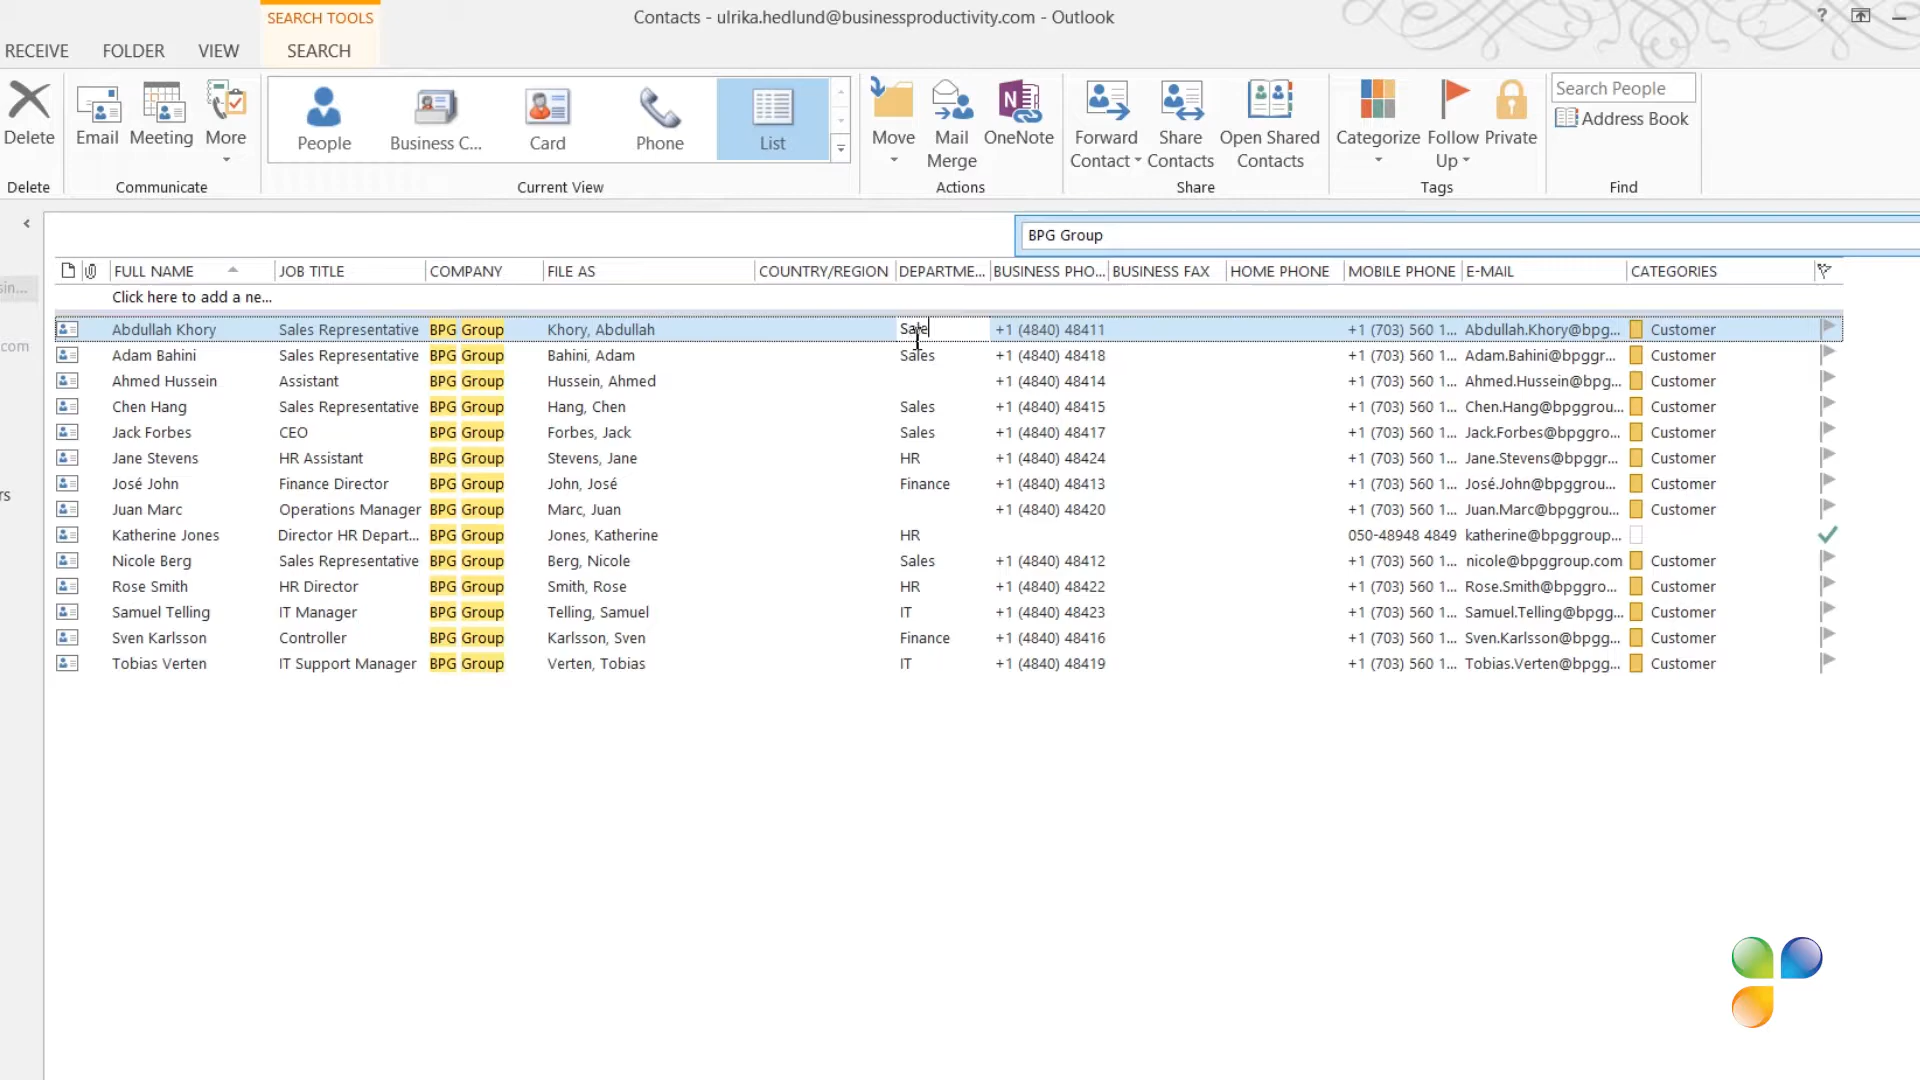 SEARCH TOOLS
Contacts - ulrika.hedlund@businessproductivity.com - Outlook
?
RECEIVE FOLDER VIEW SEARCH
Delete Email Meeting More People Business C... Card Phone List Move Mail Merge OneNote Forward Contact Share Contacts Open Shared Contacts Categorize Follow Up Private Search People
Address Book
Delete Communicate Current View Actions Share Tags Find
BPG Group
FULL NAME JOB TITLE COMPANY FILE AS COUNTRY/REGION DEPARTME... BUSINESS PHO... BUSINESS FAX HOME PHONE MOBILE PHONE E-MAIL CATEGORIES
sin...
Click here to add a ne...
Abdullah Khory Sales Representative BPG Group Khory, Abdullah Sale +1 (4840) 48411 +1 (703) 560 1... Abdullah.Khory@bpg... Customer
com
Adam Bahini Sales Representative BPG Group Bahini, Adam Sales +1 (4840) 48418 +1 (703) 560 1... Adam.Bahini@bpggr... Customer
Ahmed Hussein Assistant BPG Group Hussein, Ahmed +1 (4840) 48414 +1 (703) 560 1... Ahmed.Hussein@bpg... Customer
Chen Hang Sales Representative BPG Group Hang, Chen Sales +1 (4840) 48415 +1 (703) 560 1... Chen.Hang@bpggrou... Customer
Jack Forbes CEO BPG Group Forbes, Jack Sales +1 (4840) 48417 +1 (703) 560 1... Jack.Forbes@bpggro... Customer
Jane Stevens HR Assistant BPG Group Stevens, Jane HR +1 (4840) 48424 +1 (703) 560 1... Jane.Stevens@bpggr... Customer
José John Finance Director BPG Group John, José Finance +1 (4840) 48413 +1 (703) 560 1... José.John@bpggrou... Customer
rs
Juan Marc Operations Manager BPG Group Marc, Juan +1 (4840) 48420 +1 (703) 560 1... Juan.Marc@bpggrou... Customer
Katherine Jones Director HR Depart... BPG Group Jones, Katherine HR 050-48948 4849 katherine@bpggroup...
Nicole Berg Sales Representative BPG Group Berg, Nicole Sales +1 (4840) 48412 +1 (703) 560 1... nicole@bpggroup.com Customer
Rose Smith HR Director BPG Group Smith, Rose HR +1 (4840) 48422 +1 (703) 560 1... Rose.Smith@bpggro... Customer
Samuel Telling IT Manager BPG Group Telling, Samuel IT +1 (4840) 48423 +1 (703) 560 1... Samuel.Telling@bpgg... Customer
Sven Karlsson Controller BPG Group Karlsson, Sven Finance +1 (4840) 48416 +1 (703) 560 1... Sven.Karlsson@bpgg... Customer
Tobias Verten IT Support Manager BPG Group Verten, Tobias IT +1 (4840) 48419 +1 (703) 560 1... Tobias.Verten@bpgg... Customer